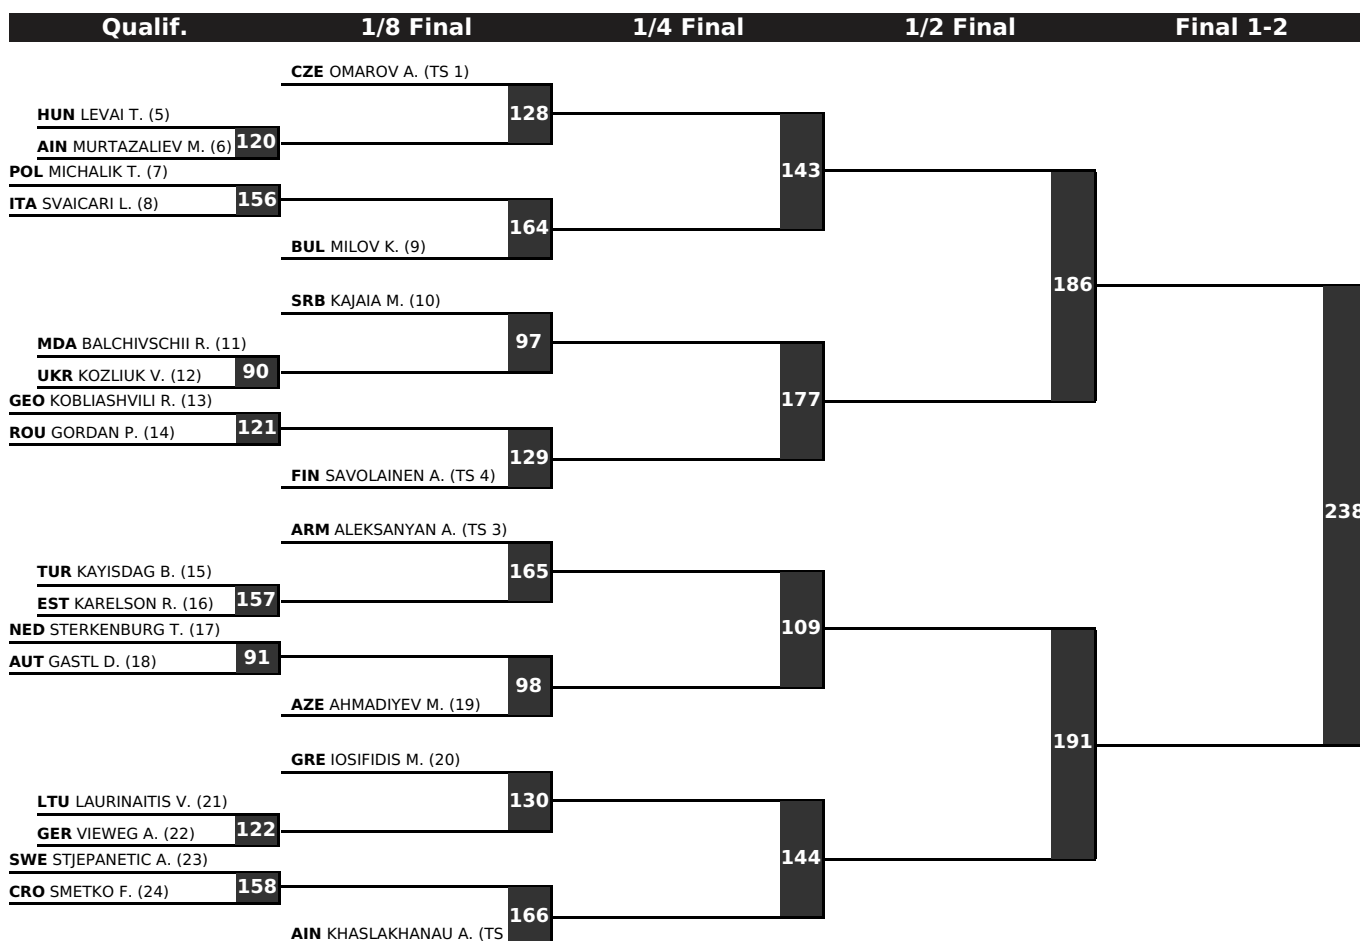 Qualif. 1/8 Final 1/4 Final 1/2 Final Final 1-2
CZE OMAROV A. (TS 1)
HUN LEVAI T. (5)
128
AIN MURTAZALIEV M. (6) 120
POL MICHALIK T. (7)
143
ITA SVAICARI L. (8) 156
164
BUL MILOV K. (9)
186
SRB KAJAIA M. (10)
MDA BALCHIVSCHII R. (11)
97
UKR KOZLIUK V. (12) 90
GEO KOBLIASHVILI R. (13)
177
ROU GORDAN P. (14) 121
129
FIN SAVOLAINEN A. (TS 4)
238
ARM ALEKSANYAN A. (TS 3)
TUR KAYISDAG B. (15)
165
EST KARELSON R. (16) 157
NED STERKENBURG T. (17)
109
AUT GASTL D. (18) 91
98
AZE AHMADIYEV M. (19)
191
GRE IOSIFIDIS M. (20)
LTU LAURINAITIS V. (21)
130
GER VIEWEG A. (22) 122
SWE STJEPANETIC A. (23)
144
CRO SMETKO F. (24) 158
166
AIN KHASLAKHANAU A. (TS